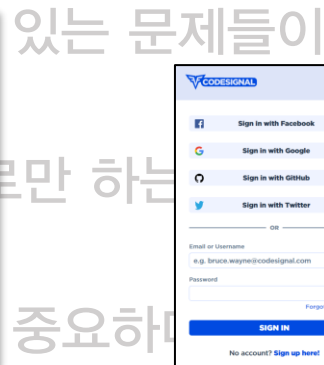 있는 문제들이
CODESIGNAL
Sign in with Facebook
Sign in with Google
르만 하는
Sign in with GitHub
Sign in with Twitter
OR
Email or Username
e.g. bruce.wayne@codesignal.com
Password
Forgo
중요하다
SIGN IN
No account? Sign up here!